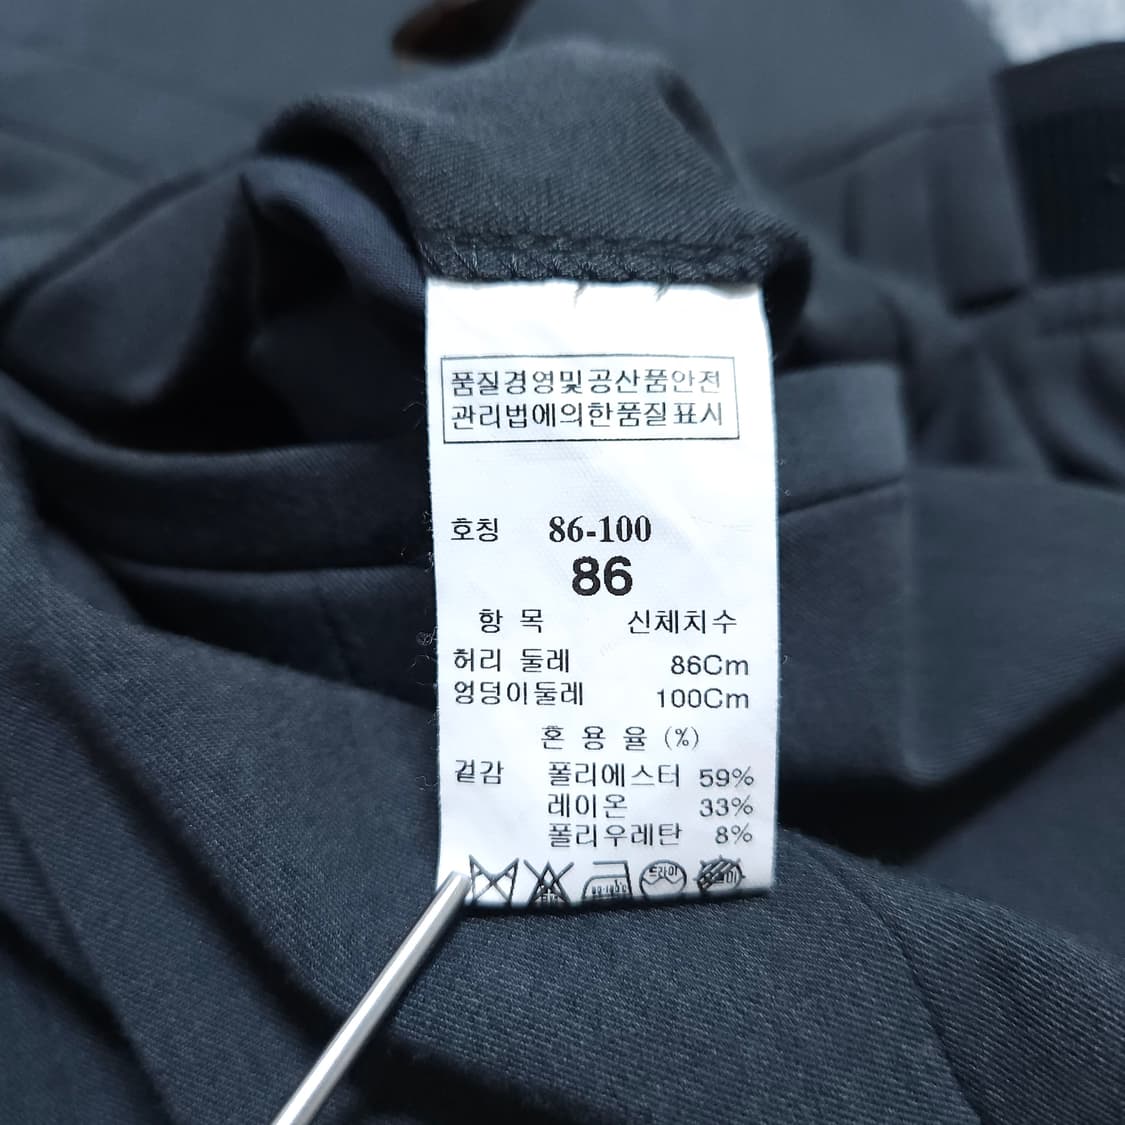 품질경영및공산품안전
관리법에의한품질표시
호칭 86-100
86
항 목 신체치수
허리 둘레 86Cm
엉덩이둘레 100Cm
혼 용 율 (%)
겉감 폴리에스터 59%
레이온 33%
폴리우레탄 8%
드라이